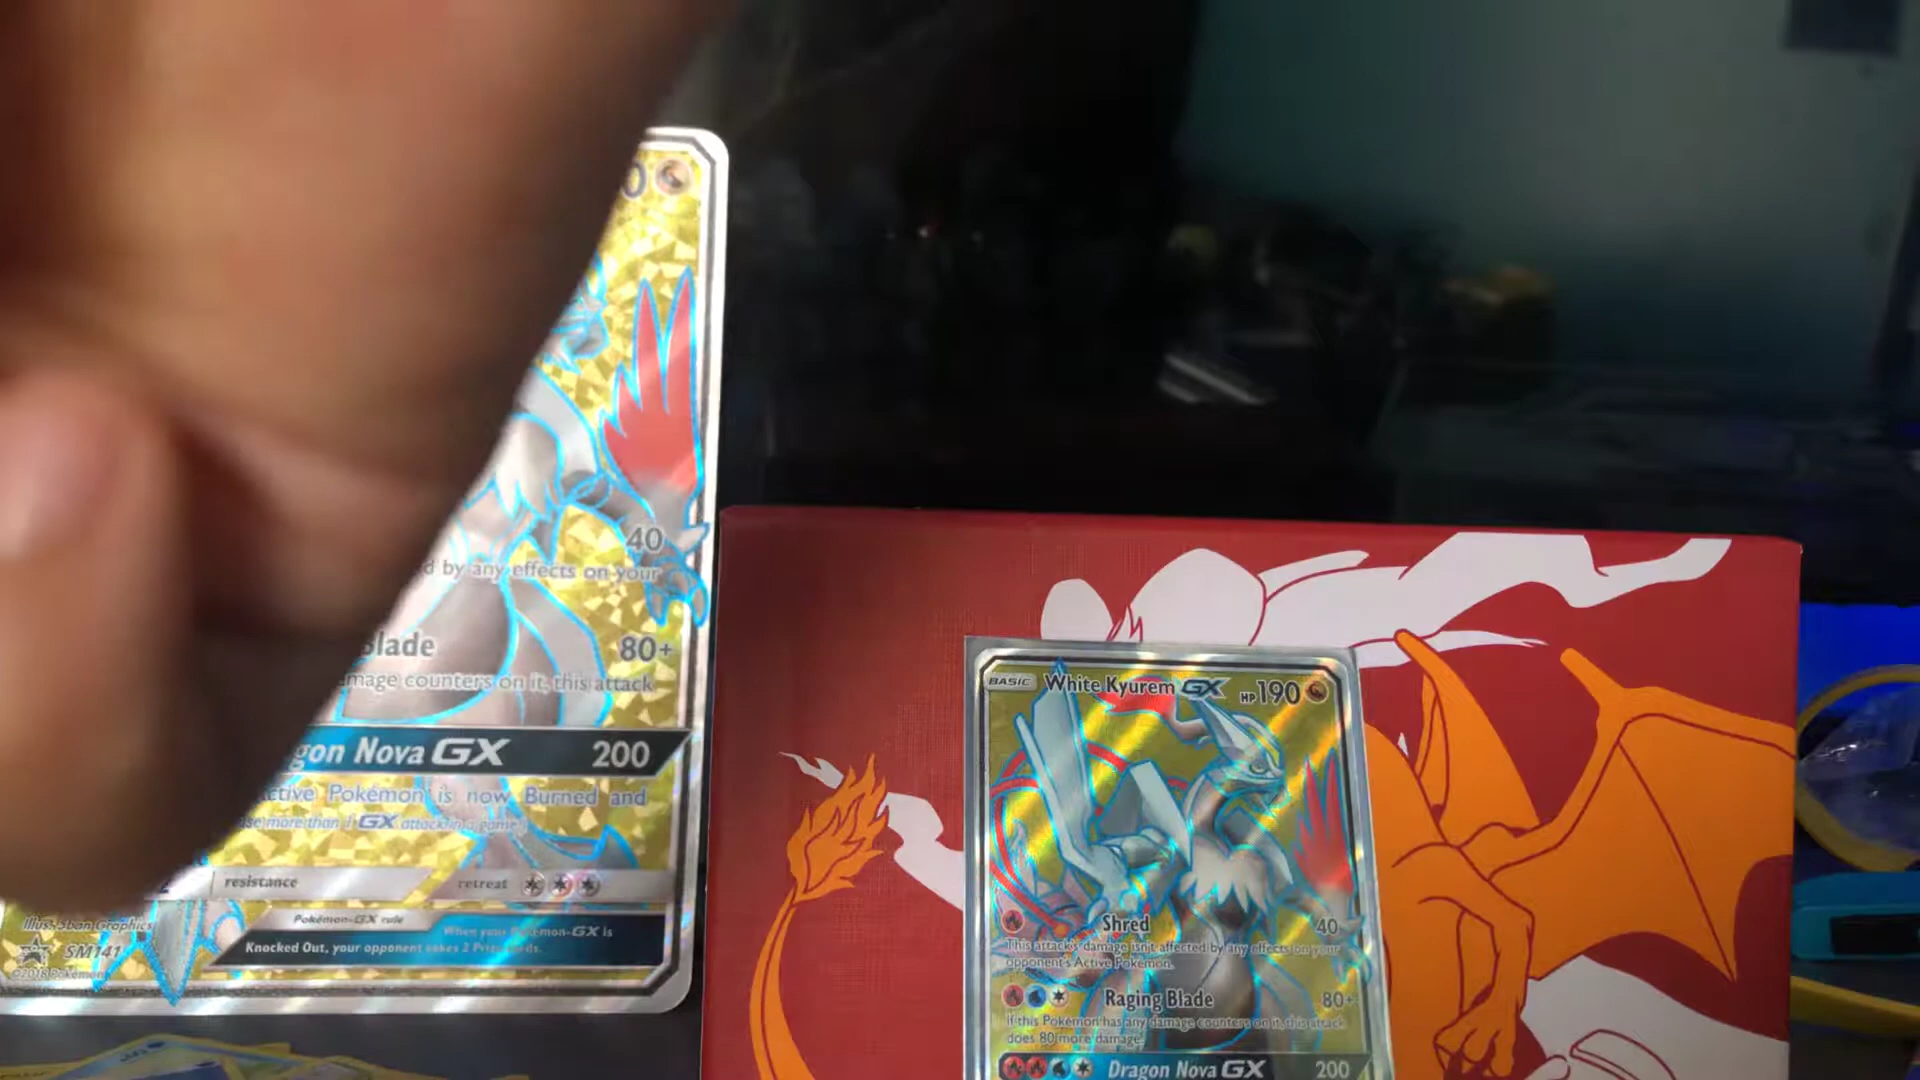 0
40
d by any effects on your
Blade 80+
mage counters on it, this attack
gon Nova GX 200
ctive Pokémon is now Burned and
se more than 1 GX attack in a game.)
resistance retreat
Pokémon-GX rule
When your Pokémon-GX is
Knocked Out, your opponent takes 2 Prize cards.
Illus. 5ban Graphics
SM141
©2018 Pokémon
BASIC White Kyurem GX HP 190
Shred 40
This attack's damage isn't affected by any effects on your
opponent's Active Pokémon.
Raging Blade 80+
If this Pokémon has any damage counters on it, this attack
does 80 more damage.
Dragon Nova GX 200